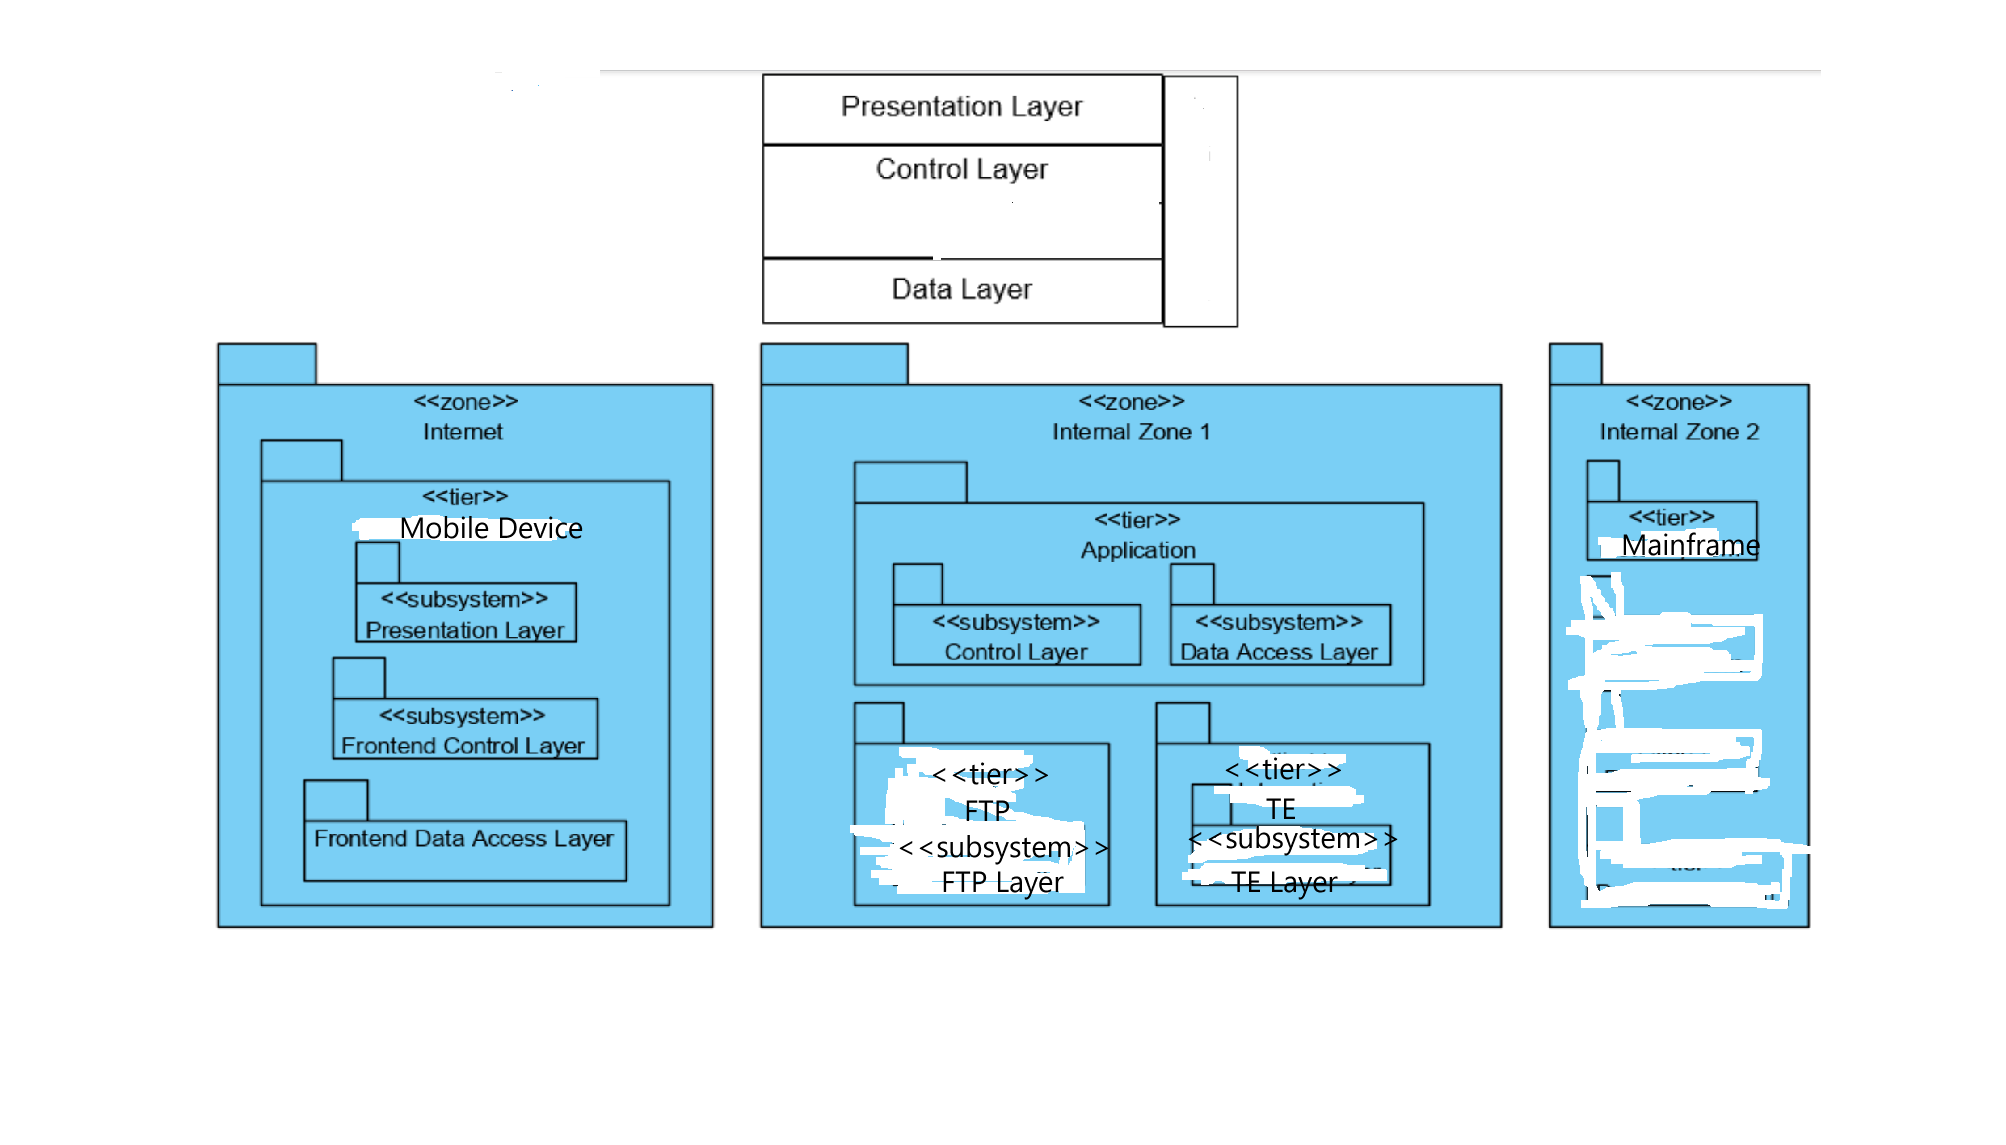 Presentation Layer
Control Layer
Data Layer
<<zone>>
Internet
<<tier>>
Mobile Device
<<subsystem>>
Presentation Layer
<<subsystem>>
Frontend Control Layer
Frontend Data Access Layer
<<zone>>
Internal Zone 1
<<tier>>
Application
<<subsystem>>
Control Layer
<<subsystem>>
Data Access Layer
<<tier>>
FTP
<<subsystem>>
FTP Layer
<<tier>>
TE
<<subsystem>>
TE Layer
<<zone>>
Internal Zone 2
<<tier>>
Mainframe